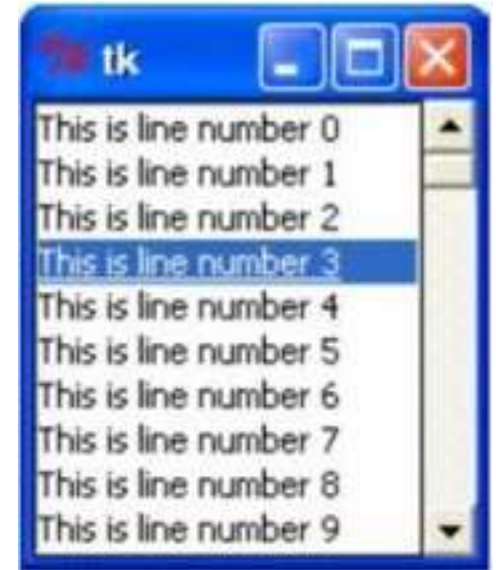 tk
This is line number 0
This is line number 1
This is line number 2
This is line number 3
This is line number 4
This is line number 5
This is line number 6
This is line number 7
This is line number 8
This is line number 9